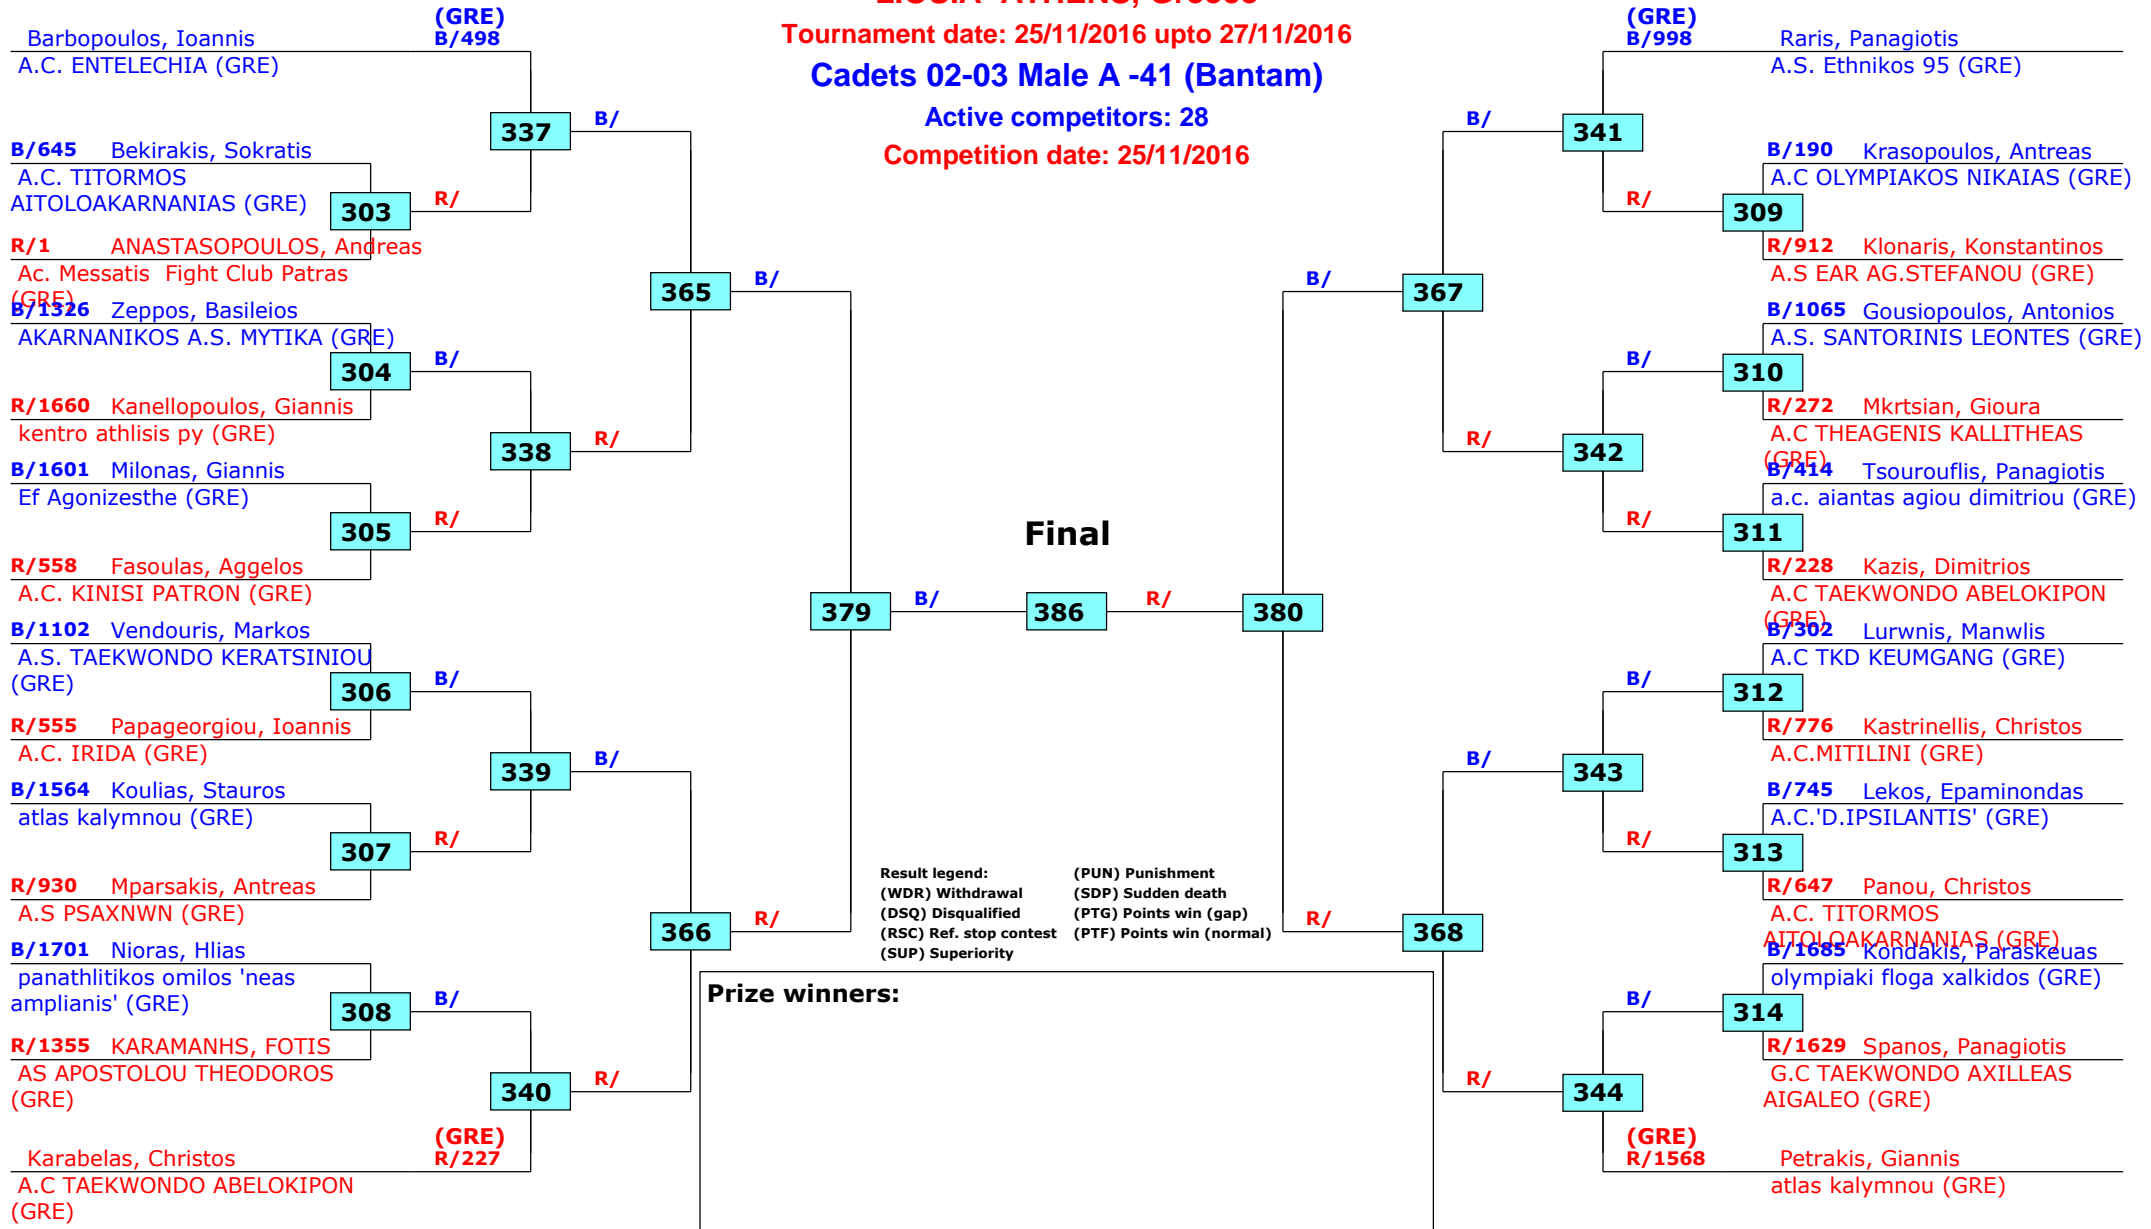 LIOSIA- ATHENS, Greece
Tournament date: 25/11/2016 upto 27/11/2016
Cadets 02-03 Male A -41 (Bantam)
Active competitors: 28
Competition date: 25/11/2016
(GRE)
Barbopoulos, Ioannis B/498
A.C. ENTELECHIA (GRE)
337
B/
B/645 Bekirakis, Sokratis
A.C. TITORMOS
AITOLOAKARNANIAS (GRE)
303
R/
R/1 ANASTASOPOULOS, Andreas
Ac. Messatis Fight Club Patras
(GRE)
365
B/
B/1326 Zeppos, Basileios
AKARNANIKOS A.S. MYTIKA (GRE)
304
B/
R/1660 Kanellopoulos, Giannis
kentro athlisis py (GRE)
338
R/
B/1601 Milonas, Giannis
Ef Agonizesthe (GRE)
305
R/
R/558 Fasoulas, Aggelos
A.C. KINISI PATRON (GRE)
379
B/
B/1102 Vendouris, Markos
A.S. TAEKWONDO KERATSINIOU
(GRE)
306
B/
R/555 Papageorgiou, Ioannis
A.C. IRIDA (GRE)
339
B/
B/1564 Koulias, Stauros
atlas kalymnou (GRE)
307
R/
R/930 Mparsakis, Antreas
A.S PSAXNWN (GRE)
366
R/
B/1701 Nioras, Hlias
panathlitikos omilos 'neas
amplianis' (GRE)
308
B/
R/1355 KARAMANHS, FOTIS
AS APOSTOLOU THEODOROS
(GRE)
340
R/
(GRE)
Karabelas, Christos R/227
A.C TAEKWONDO ABELOKIPON
(GRE)
Final
386
R/
380
(GRE)
B/998 Raris, Panagiotis
A.S. Ethnikos 95 (GRE)
B/
341
B/190 Krasopoulos, Antreas
A.C OLYMPIAKOS NIKAIAS (GRE)
R/
309
R/912 Klonaris, Konstantinos
A.S EAR AG.STEFANOU (GRE)
B/
367
B/1065 Gousiopoulos, Antonios
A.S. SANTORINIS LEONTES (GRE)
B/
310
R/272 Mkrtsian, Gioura
A.C THEAGENIS KALLITHEAS
(GRE)
R/
342
B/414 Tsourouflis, Panagiotis
a.c. aiantas agiou dimitriou (GRE)
R/
311
R/228 Kazis, Dimitrios
A.C TAEKWONDO ABELOKIPON
(GRE)
B/302 Lurwnis, Manwlis
A.C TKD KEUMGANG (GRE)
B/
312
R/776 Kastrinellis, Christos
A.C.MITILINI (GRE)
B/
343
B/745 Lekos, Epaminondas
A.C.'D.IPSILANTIS' (GRE)
R/
313
R/647 Panou, Christos
A.C. TITORMOS
AITOLOAKARNANIAS (GRE)
R/
368
B/1685 Kondakis, Paraskeuas
olympiaki floga xalkidos (GRE)
B/
314
R/1629 Spanos, Panagiotis
G.C TAEKWONDO AXILLEAS
AIGALEO (GRE)
R/
344
(GRE)
R/1568 Petrakis, Giannis
atlas kalymnou (GRE)
Result legend: (PUN) Punishment
(WDR) Withdrawal (SDP) Sudden death
(DSQ) Disqualified (PTG) Points win (gap)
(RSC) Ref. stop contest (PTF) Points win (normal)
(SUP) Superiority
Prize winners: